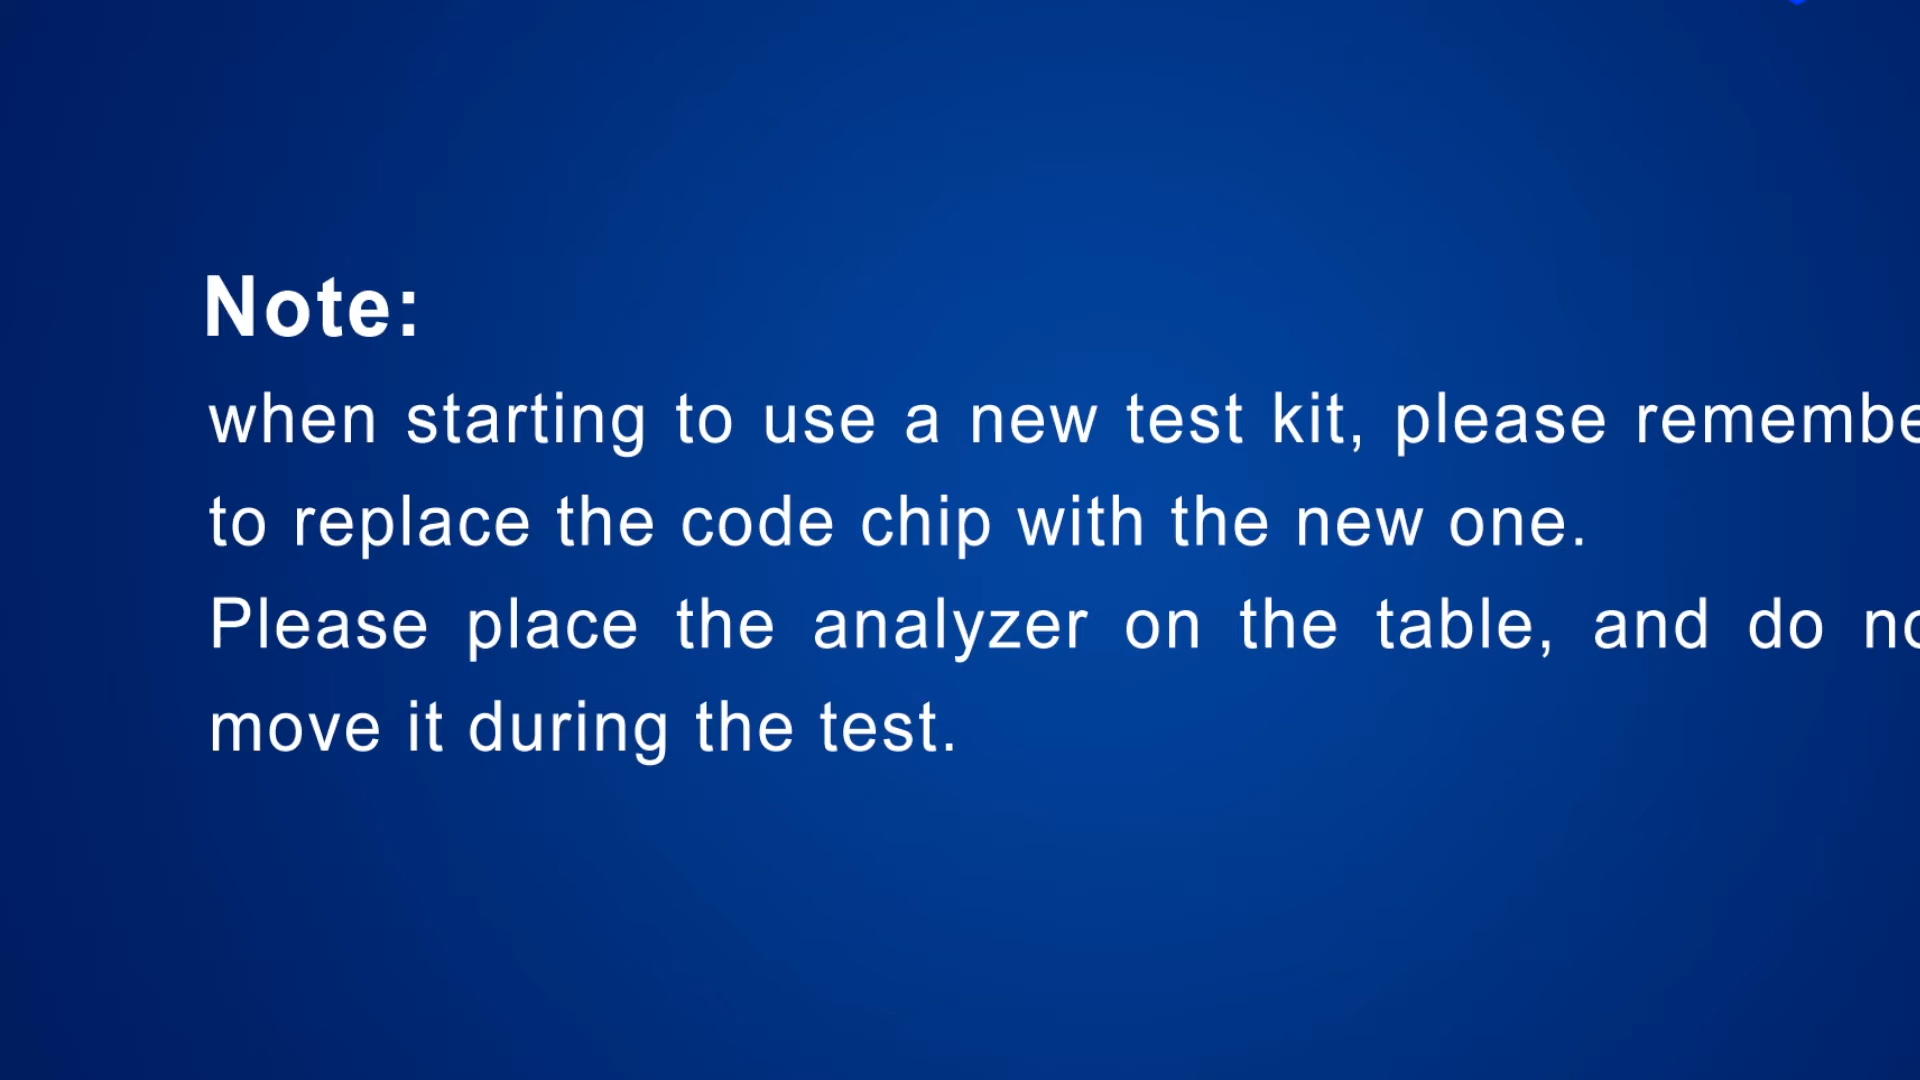 Note:
when starting to use a new test kit, please remembe
to replace the code chip with the new one.
Please place the analyzer on the table, and do no
move it during the test.